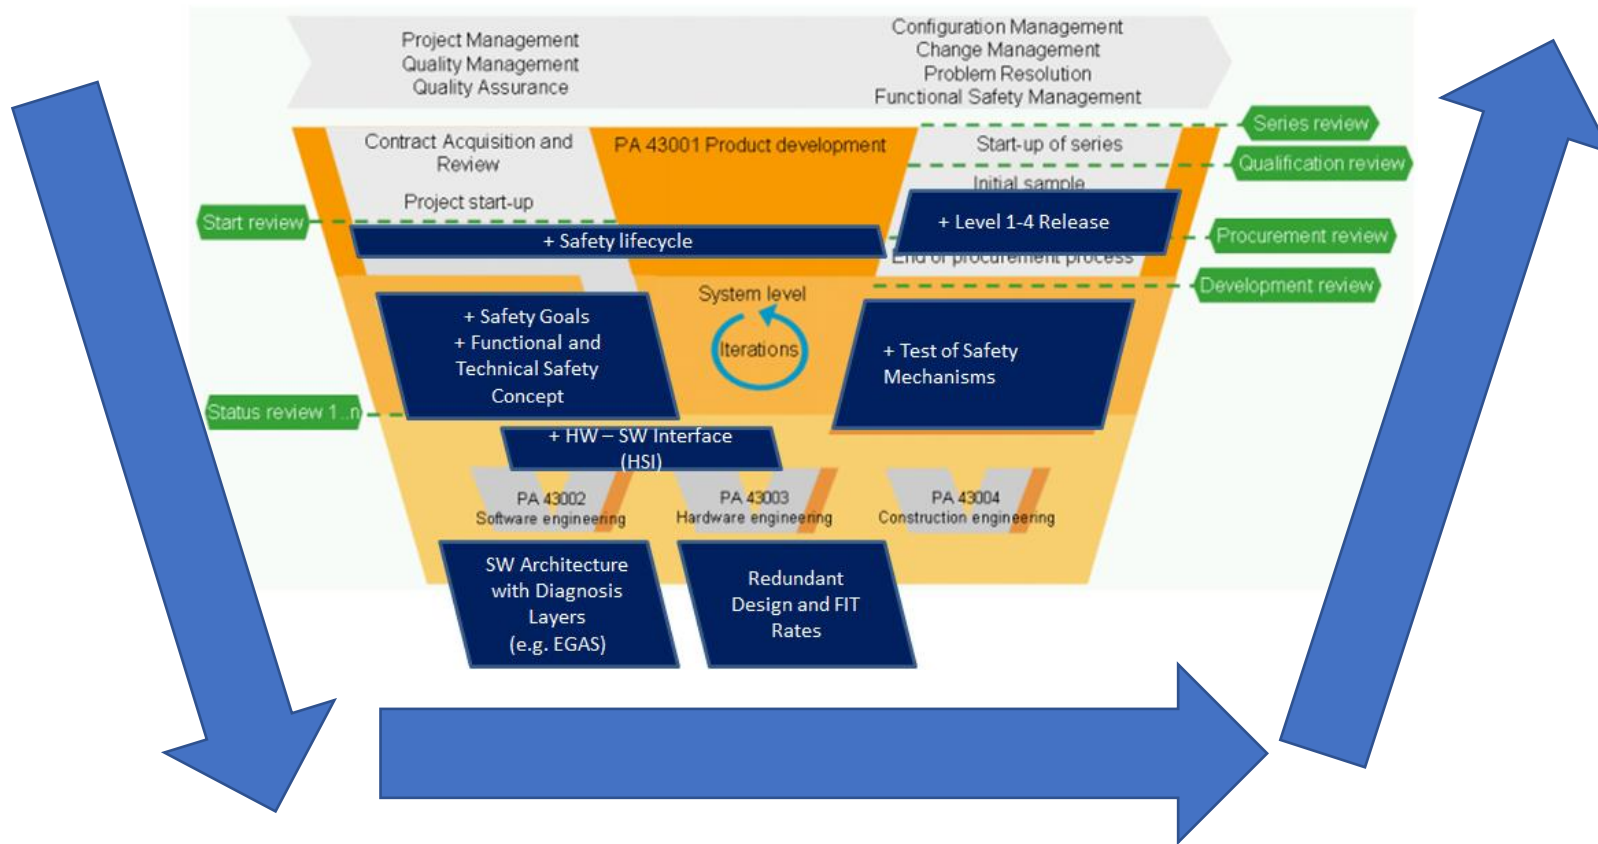 Project Management
Quality Management
Quality Assurance
Configuration Management
Change Management
Problem Resolution
Functional Safety Management
Series review
Contract Acquisition and
Review
PA 43001 Product development
Start-up of series
Qualification review
Initial sample
Project start-up
Start review
+ Level 1-4 Release
Procurement review
+ Safety lifecycle
End of procurement process
Development review
System level
+ Safety Goals
+ Functional and
Technical Safety
Concept
Iterations
+ Test of Safety
Mechanisms
Status review 1..n
+ HW – SW Interface
(HSI)
PA 43002
Software engineering
PA 43003
Hardware engineering
PA 43004
Construction engineering
SW Architecture
with Diagnosis
Layers
(e.g. EGAS)
Redundant
Design and FIT
Rates